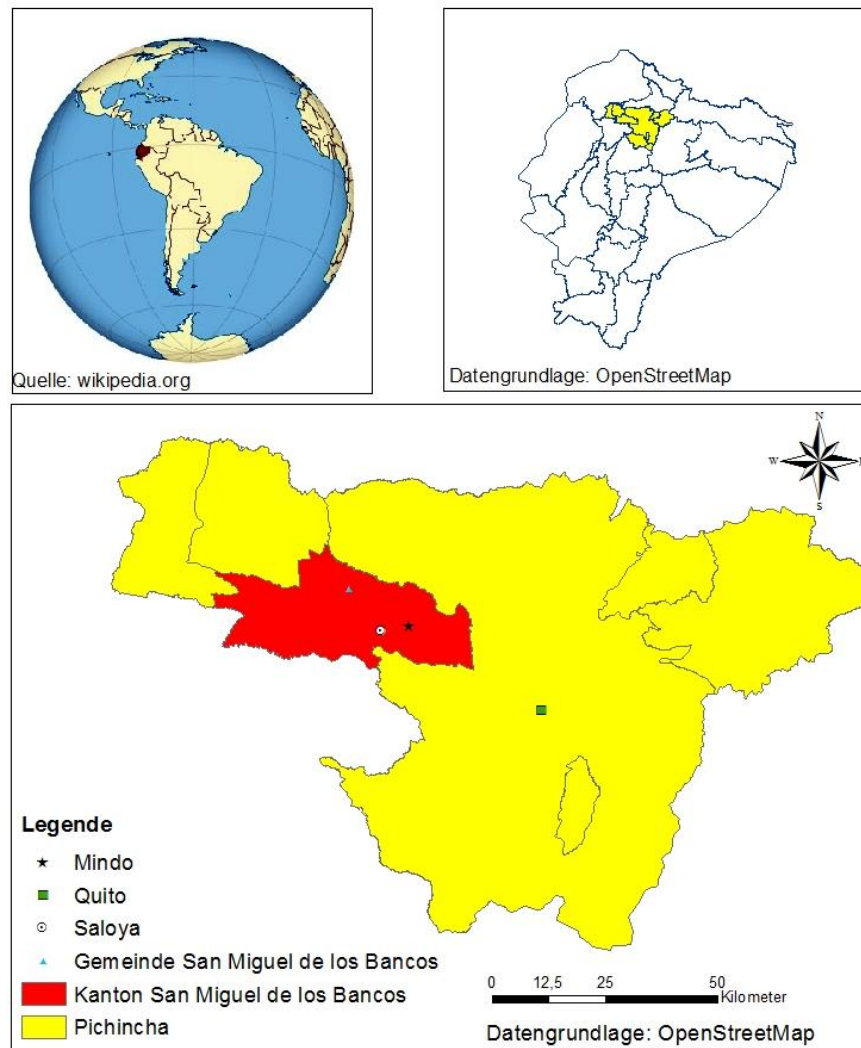 Quelle: wikipedia.org
Datengrundlage: OpenStreetMap
N
W
S
Legende
Mindo
Quito
Saloya
Gemeinde San Miguel de los Bancos
Kanton San Miguel de los Bancos
Pichincha
0 12,5 25 50
Kilometer
Datengrundlage: OpenStreetMap